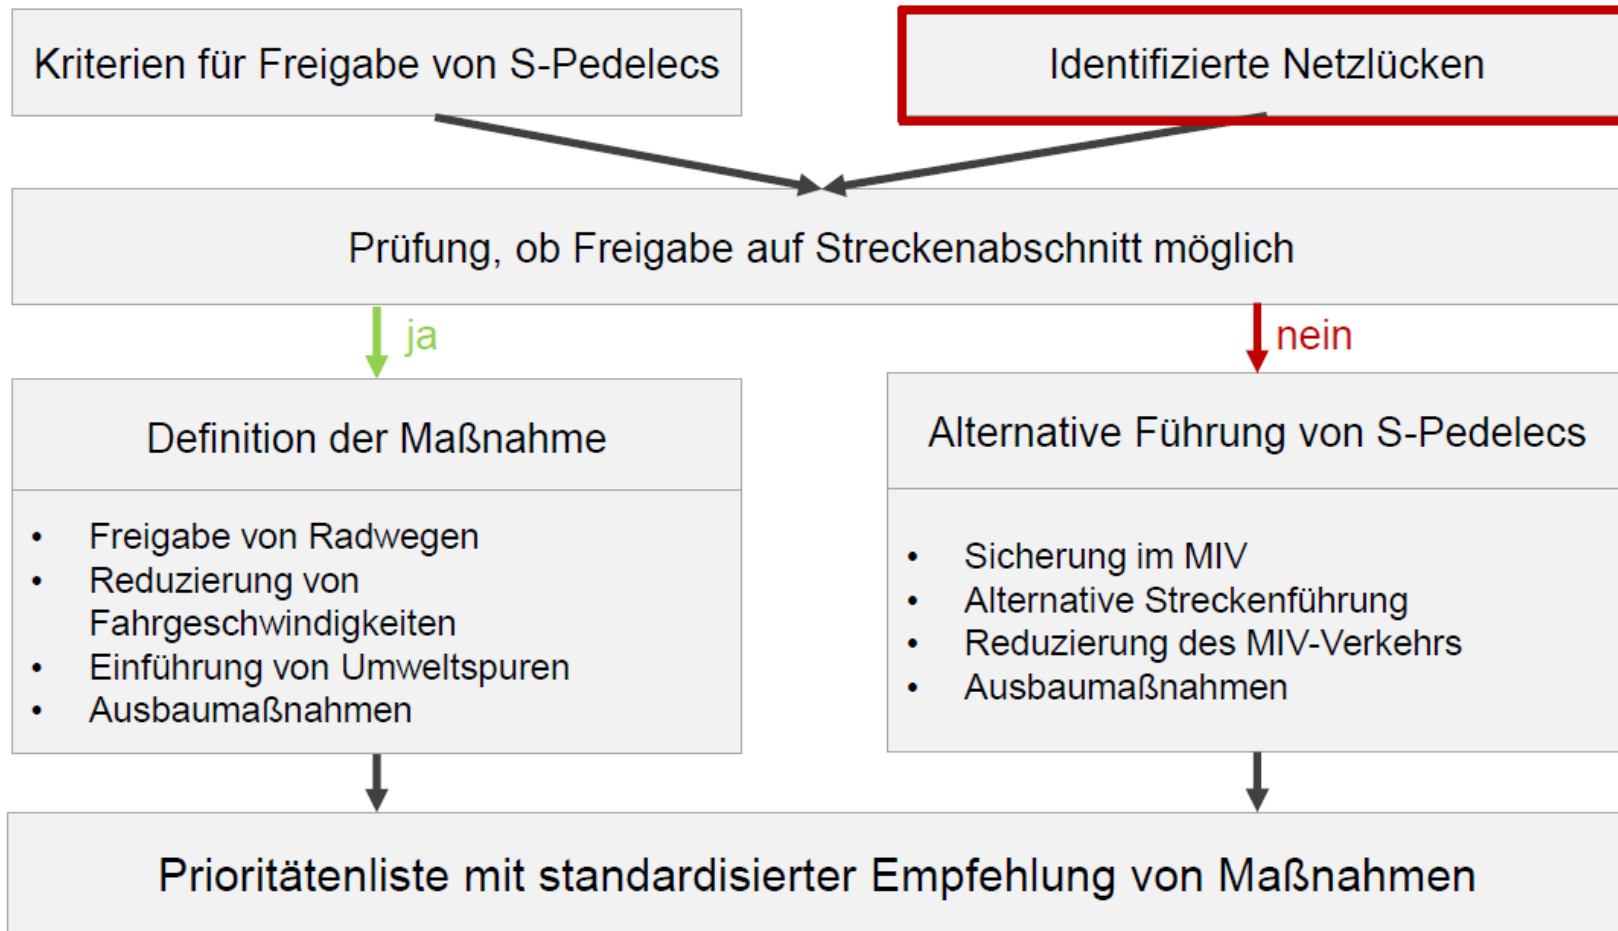 Kriterien für Freigabe von S-Pedelecs
Identifizierte Netzlücken
Prüfung, ob Freigabe auf Streckenabschnitt möglich
ja
nein
Definition der Maßnahme
• Freigabe von Radwegen
• Reduzierung von
Fahrgeschwindigkeiten
• Einführung von Umweltspuren
• Ausbaumaßnahmen
Alternative Führung von S-Pedelecs
• Sicherung im MIV
• Alternative Streckenführung
• Reduzierung des MIV-Verkehrs
• Ausbaumaßnahmen
Prioritätenliste mit standardisierter Empfehlung von Maßnahmen